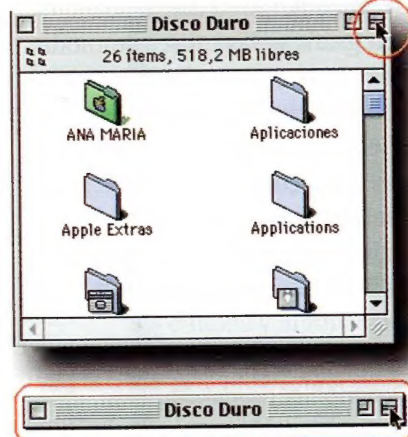 Disco Duro
26 ítems, 518,2 MB libres
ANA MARIA Aplicaciones
Apple Extras Applications
Disco Duro